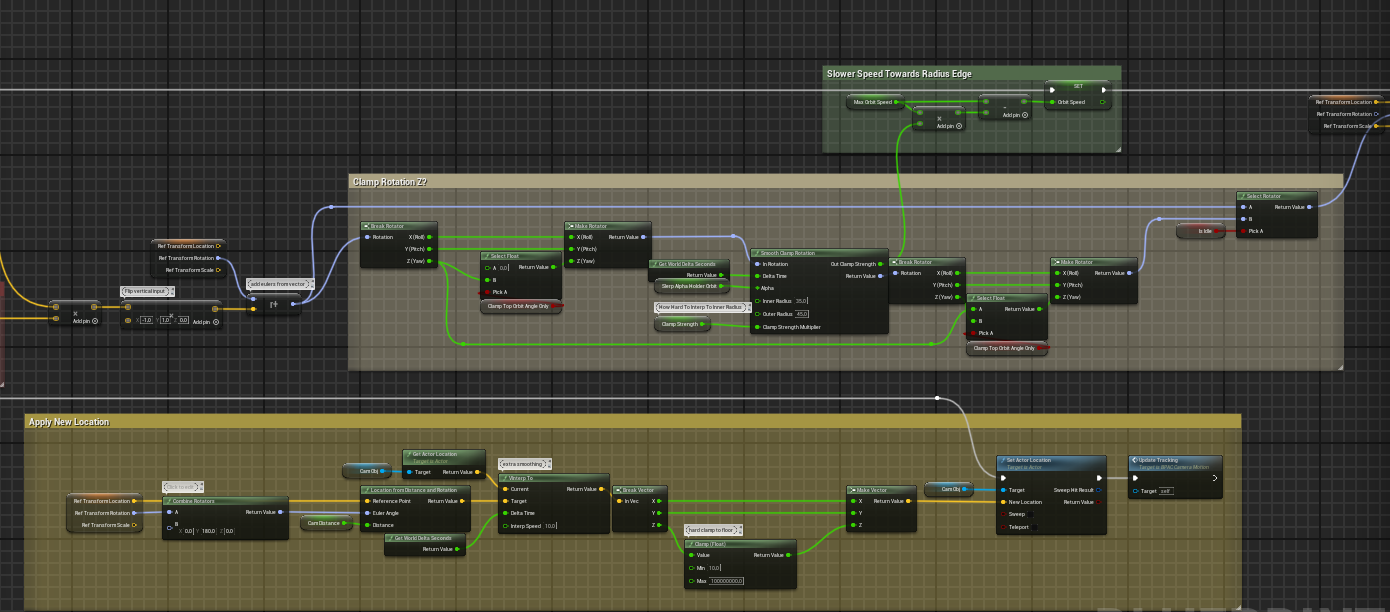 Slower Speed Towards Radius Edge
SET
Max Orbit Speed
Orbit Speed
Add pin
Add pin
Ref Transform Location
Ref Transform Rotation
Ref Transform Scale
Clamp Rotation Z?
Select Rotator
A
Return Value
B
Is Idle
Pick A
Ref Transform Location
Ref Transform Rotation
Ref Transform Scale
Flip vertical input
X -1.0 Y 1.0 Z 0.0
Add pin
Add pin
add eulers from vector
Break Rotator
Rotation
X (Roll)
Y (Pitch)
Z (Yaw)
Select Float
A 0.0
Return Value
B
Pick A
Clamp Top Orbit Angle Only
Make Rotator
X (Roll)
Return Value
Y (Pitch)
Z (Yaw)
Get World Delta Seconds
Return Value
Slerp Alpha Holder Orbit
How Hard To Interp To Inner Radius
Clamp Strength
Smooth Clamp Rotation
In Rotation
Out Clamp Strength
Delta Time
Return Value
Alpha
Inner Radius 35.0
Outer Radius 45.0
Clamp Strength Multiplier
Break Rotator
Rotation
X (Roll)
Y (Pitch)
Z (Yaw)
Select Float
A
Return Value
B
Pick A
Clamp Top Orbit Angle Only
Make Rotator
X (Roll)
Return Value
Y (Pitch)
Z (Yaw)
Apply New Location
Ref Transform Location
Ref Transform Rotation
Ref Transform Scale
Combine Rotators
A
Return Value
B
X 0.0 Y 180.0 Z 0.0
Cam Obj
Get Actor Location
Target is Actor
Target
Return Value
Location from Distance and Rotation
Reference Point
Return Value
Euler Angle
Distance
Cam Distance
Get World Delta Seconds
Return Value
extra smoothing
VInterp To
Current
Return Value
Target
Delta Time
Interp Speed 10.0
Break Vector
In Vec
X
Y
Z
hard clamp to floor
Clamp (Float)
Value
Return Value
Min 10.0
Max 100000000.0
Make Vector
X
Return Value
Y
Z
Cam Obj
Set Actor Location
Target is Actor
Target
Sweep Hit Result
New Location
Return Value
Sweep
Teleport
Update Tracking
Target self